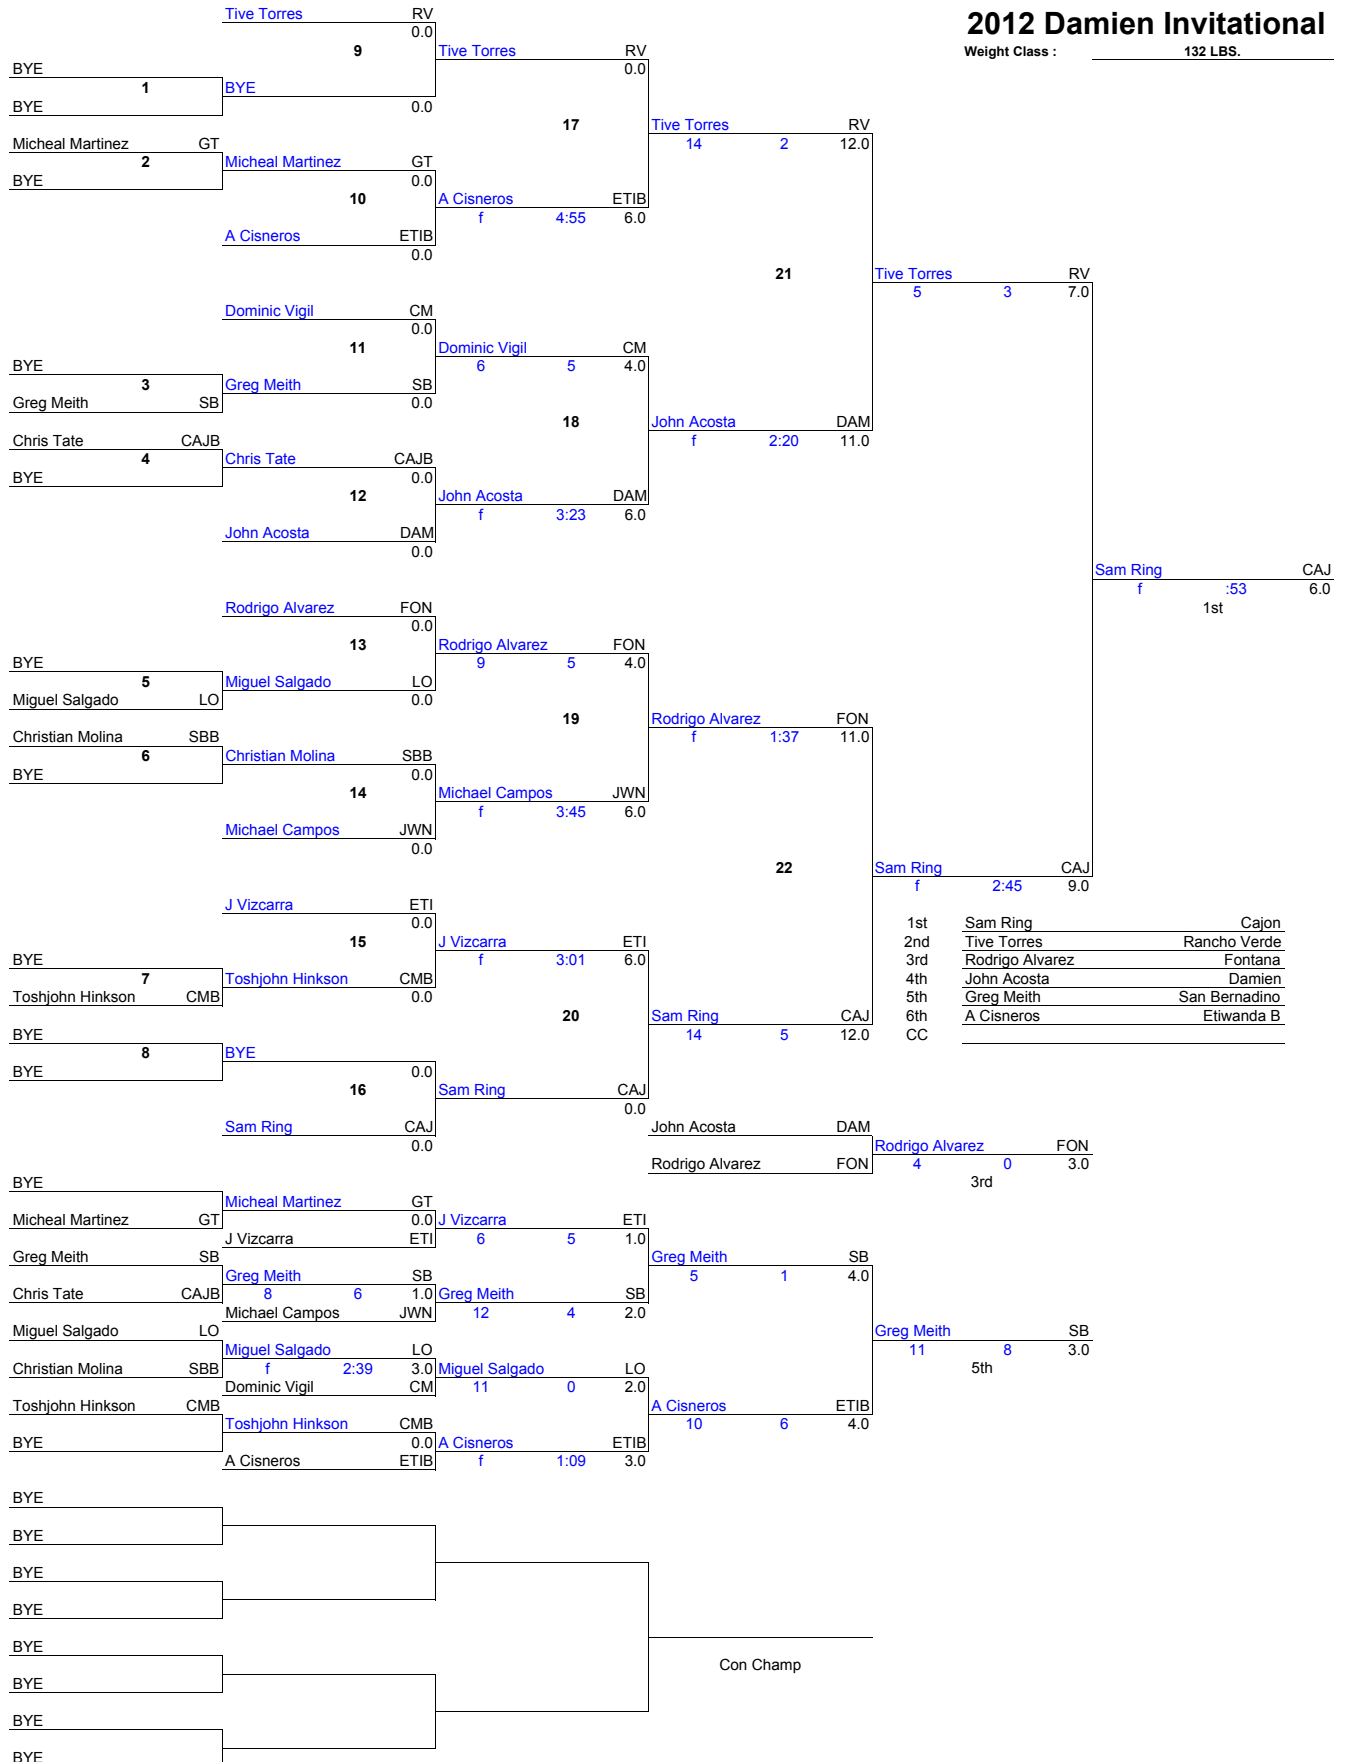 Tive Torres RV 2012 Damien Invitational
0.0
9 Tive Torres RV Weight Class : 132 LBS.
BYE 0.0
1 BYE
BYE 0.0
17 Tive Torres RV
Micheal Martinez GT 14 2 12.0
2 Micheal Martinez GT
BYE 0.0
10 A Cisneros ETIB
f 4:55 6.0
A Cisneros ETIB
0.0
21 Tive Torres RV
5 3 7.0
Dominic Vigil CM
0.0
11 Dominic Vigil CM
BYE 6 5 4.0
3 Greg Meith SB
Greg Meith SB 0.0
18 John Acosta DAM
Chris Tate CAJB f 2:20 11.0
4 Chris Tate CAJB
BYE 0.0
12 John Acosta DAM
f 3:23 6.0
John Acosta DAM
0.0
Sam Ring CAJ
f :53 6.0
Rodrigo Alvarez FON 1st
0.0
13 Rodrigo Alvarez FON
BYE 9 5 4.0
5 Miguel Salgado LO
Miguel Salgado LO 0.0
19 Rodrigo Alvarez FON
Christian Molina SBB f 1:37 11.0
6 Christian Molina SBB
BYE 0.0
14 Michael Campos JWN
f 3:45 6.0
Michael Campos JWN
0.0
22 Sam Ring CAJ
f 2:45 9.0
J Vizcarra ETI
0.0 1st Sam Ring Cajon
15 J Vizcarra ETI 2nd Tive Torres Rancho Verde
BYE f 3:01 6.0 3rd Rodrigo Alvarez Fontana
7 Toshjohn Hinkson CMB 4th John Acosta Damien
Toshjohn Hinkson CMB 0.0 5th Greg Meith San Bernadino
20 Sam Ring CAJ 6th A Cisneros Etiwanda B
BYE 14 5 12.0 CC
8 BYE
BYE 0.0
16 Sam Ring CAJ
0.0
Sam Ring CAJ John Acosta DAM
0.0 Rodrigo Alvarez FON
Rodrigo Alvarez FON 4 0 3.0
BYE 3rd
Micheal Martinez GT
Micheal Martinez GT 0.0 J Vizcarra ETI
J Vizcarra ETI 6 5 1.0
Greg Meith SB Greg Meith SB
Greg Meith SB 5 1 4.0
Chris Tate CAJB 8 6 1.0 Greg Meith SB
Michael Campos JWN 12 4 2.0
Miguel Salgado LO Greg Meith SB
Miguel Salgado LO 11 8 3.0
Christian Molina SBB f 2:39 3.0 Miguel Salgado LO 5th
Dominic Vigil CM 11 0 2.0
Toshjohn Hinkson CMB A Cisneros ETIB
Toshjohn Hinkson CMB 10 6 4.0
BYE 0.0 A Cisneros ETIB
A Cisneros ETIB f 1:09 3.0
BYE
BYE
BYE
BYE
BYE
Con Champ
BYE
BYE
BYE